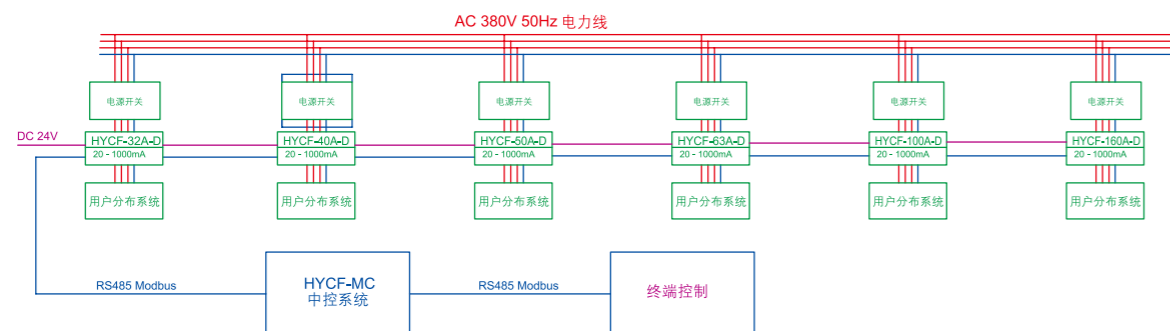 AC 380V 50Hz 电力线
电源开关
电源开关
电源开关
电源开关
电源开关
电源开关
DC 24V
HYCF-32A-D
20－1000mA
HYCF-40A-D
20－1000mA
HYCF-50A-D
20－1000mA
HYCF-63A-D
20－1000mA
HYCF-100A-D
20－1000mA
HYCF-160A-D
20－1000mA
用户分布系统
用户分布系统
用户分布系统
用户分布系统
用户分布系统
用户分布系统
RS485 Modbus
HYCF-MC
中控系统
RS485 Modbus
终端控制